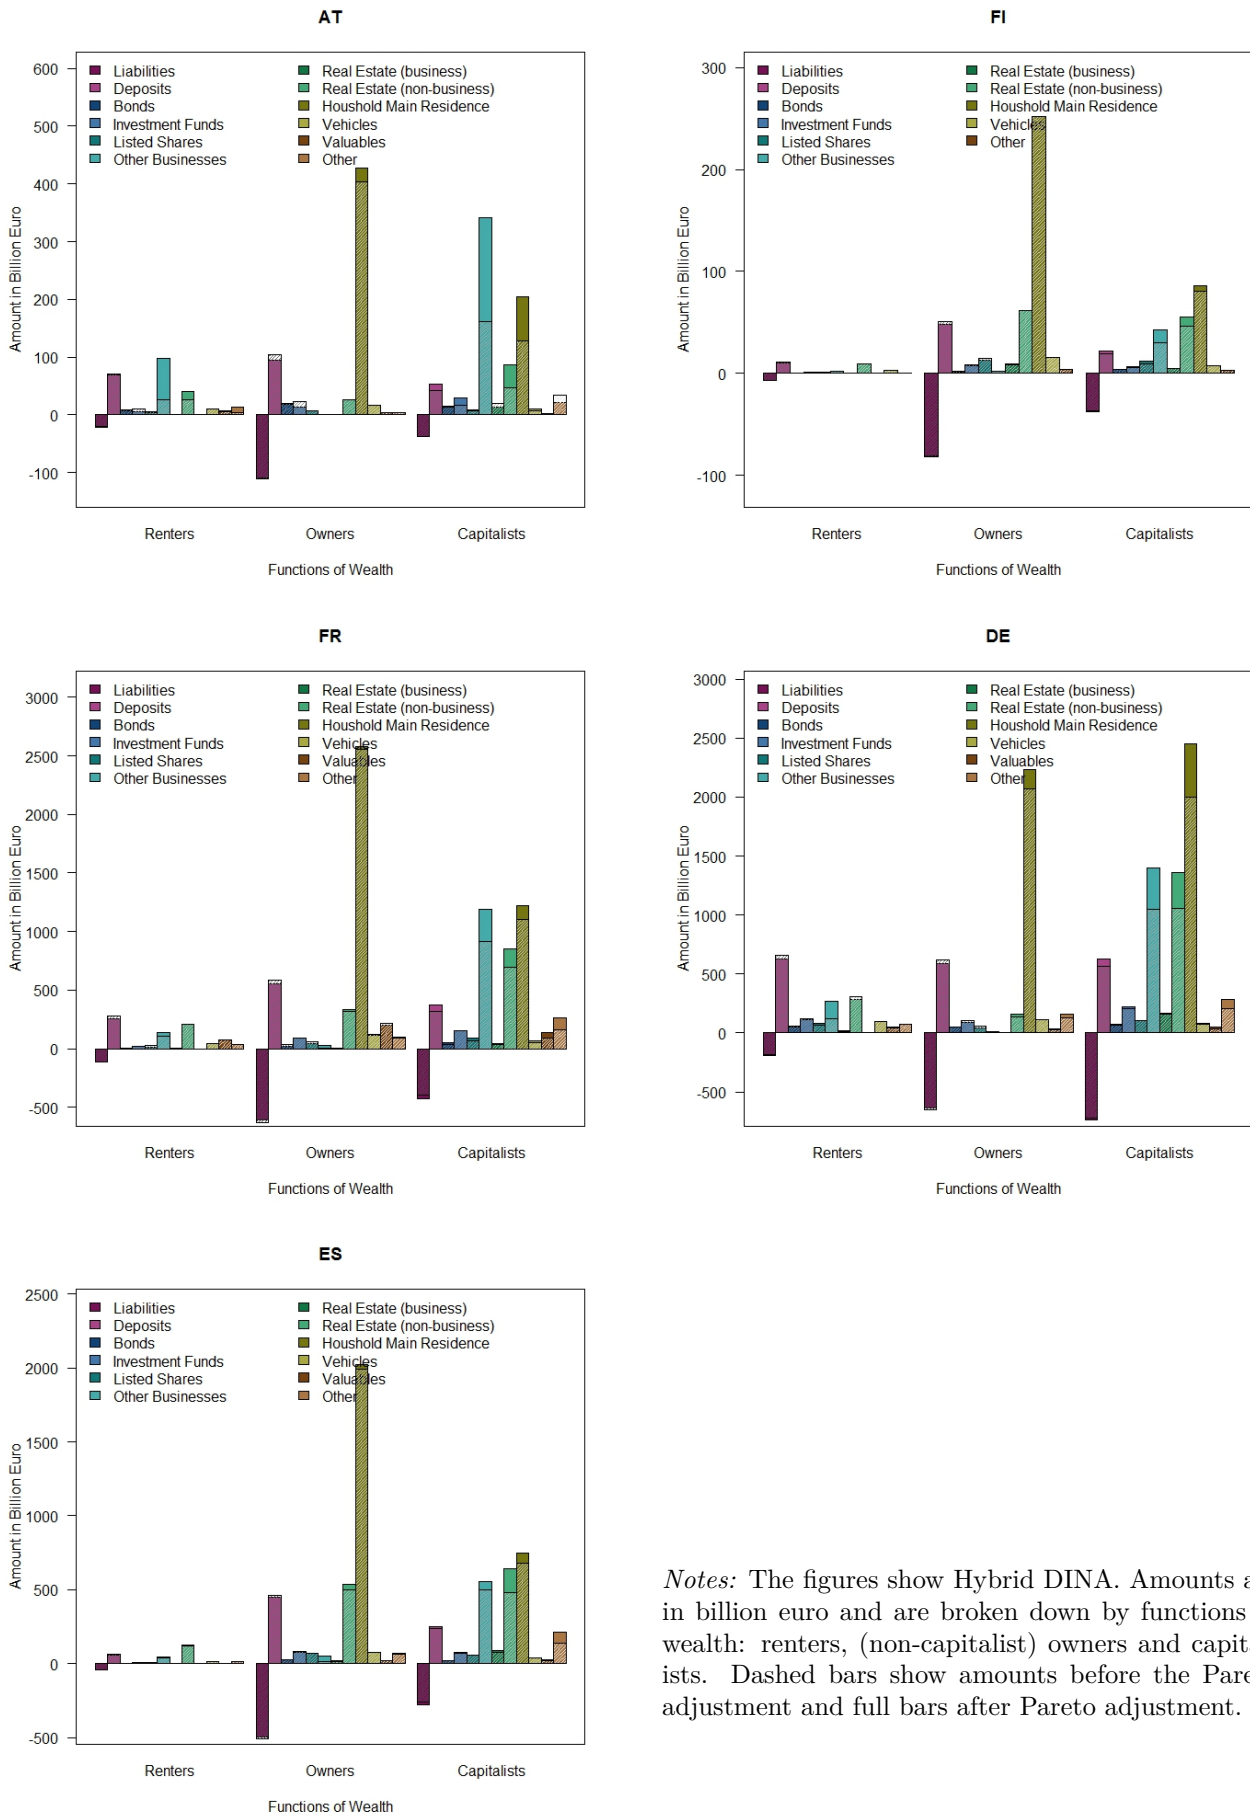 AT
Amount in Billion Euro
600
500
400
300
200
100
0
-100
Liabilities
Deposits
Bonds
Investment Funds
Listed Shares
Other Businesses
Real Estate (business)
Real Estate (non-business)
Houshold Main Residence
Vehicles
Valuables
Other
Renters
Owners
Capitalists
Functions of Wealth
FI
Amount in Billion Euro
300
200
100
0
-100
Liabilities
Deposits
Bonds
Investment Funds
Listed Shares
Other Businesses
Real Estate (business)
Real Estate (non-business)
Houshold Main Residence
Vehicles
Other
Renters
Owners
Capitalists
Functions of Wealth
FR
Amount in Billion Euro
3000
2500
2000
1500
1000
500
0
-500
Liabilities
Deposits
Bonds
Investment Funds
Listed Shares
Other Businesses
Real Estate (business)
Real Estate (non-business)
Houshold Main Residence
Vehicles
Valuables
Other
Renters
Owners
Capitalists
Functions of Wealth
DE
Amount in Billion Euro
3000
2500
2000
1500
1000
500
0
-500
Liabilities
Deposits
Bonds
Investment Funds
Listed Shares
Other Businesses
Real Estate (business)
Real Estate (non-business)
Houshold Main Residence
Vehicles
Valuables
Other
Renters
Owners
Capitalists
Functions of Wealth
ES
Amount in Billion Euro
2500
2000
1500
1000
500
0
-500
Liabilities
Deposits
Bonds
Investment Funds
Listed Shares
Other Businesses
Real Estate (business)
Real Estate (non-business)
Houshold Main Residence
Vehicles
Valuables
Other
Renters
Owners
Capitalists
Functions of Wealth
Notes: The figures show Hybrid DINA. Amounts
in billion euro and are broken down by functions
wealth: renters, (non-capitalist) owners and
ists. Dashed bars show amounts before the
adjustment and full bars after Pareto adjustment.